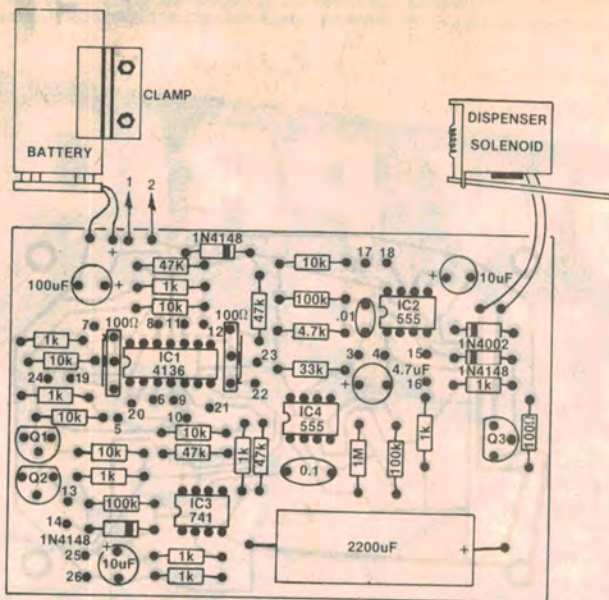 CLAMP
BATTERY
DISPENSER
SOLENOID
1
2
+
1N4148
17
18
47K
10k
+
10uF
100uF
+
1k
100k
IC2
555
.01
47k
10k
4.7k
7
100Ω
8
11
12
100Ω
1N4002
1k
IC1
4136
23
33k
3
4
15
1N4148
10k
4.7uF
1k
24
19
22
16
+
1k
20
6
9
21
IC4
555
10k
5
10
10k
1k
Q3
100Ω
Q1
10k
47k
1k
47k
0.1
1M
100k
Q2
1k
13
100k
IC3
741
14
1N4148
2200uF
+
25
+
10uF
1k
26
1k